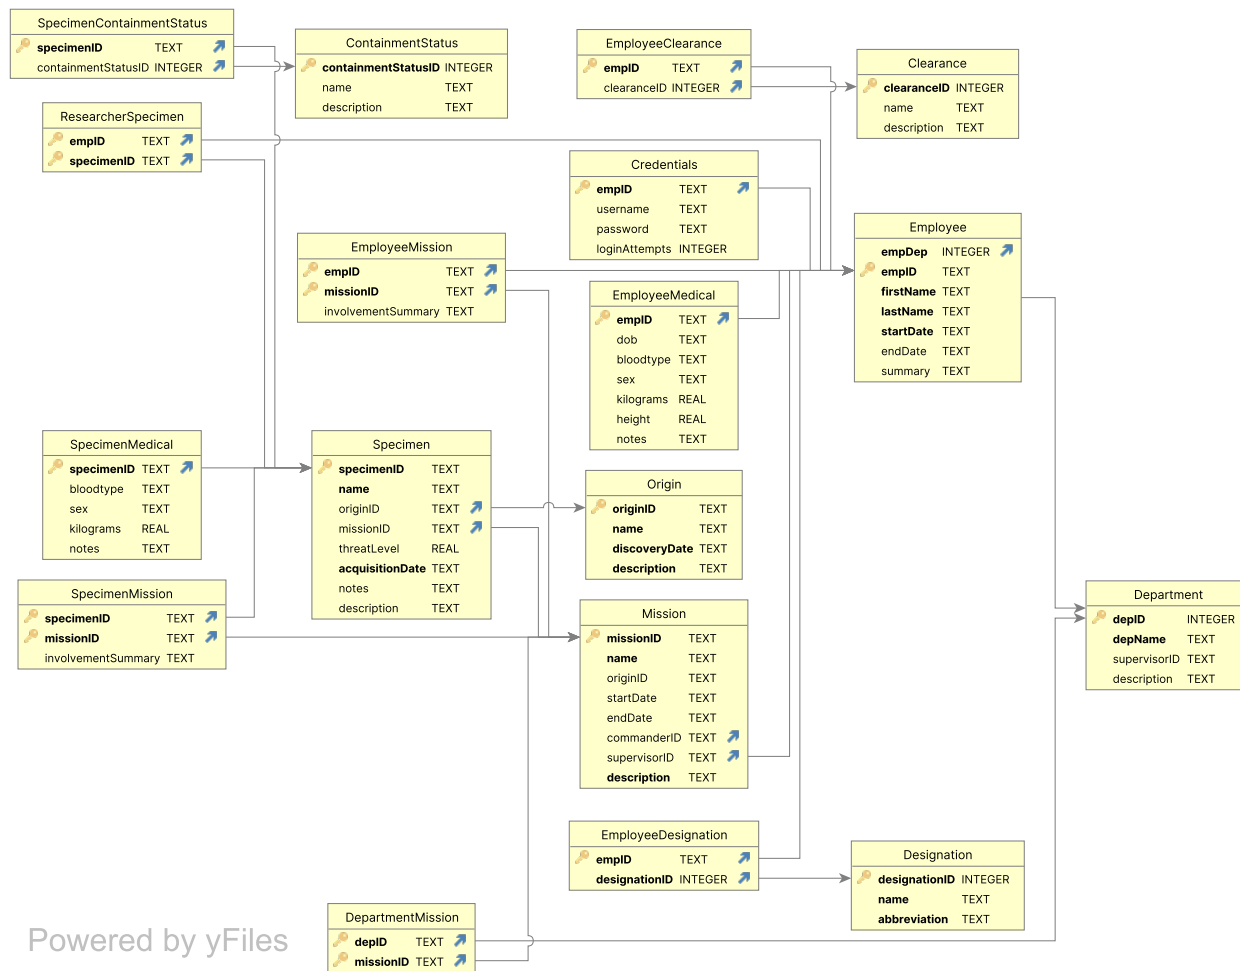 SpecimenContainmentStatus
specimenID TEXT
containmentStatusID INTEGER
ContainmentStatus
containmentStatusID INTEGER
name TEXT
description TEXT
EmployeeClearance
empID TEXT
clearanceID INTEGER
Clearance
clearanceID INTEGER
name TEXT
description TEXT
ResearcherSpecimen
empID TEXT
specimenID TEXT
Credentials
empID TEXT
username TEXT
password TEXT
loginAttempts INTEGER
Employee
empDep INTEGER
empID TEXT
firstName TEXT
lastName TEXT
startDate TEXT
endDate TEXT
summary TEXT
EmployeeMission
empID TEXT
missionID TEXT
involvementSummary TEXT
EmployeeMedical
empID TEXT
dob TEXT
bloodtype TEXT
sex TEXT
kilograms REAL
height REAL
notes TEXT
SpecimenMedical
specimenID TEXT
bloodtype TEXT
sex TEXT
kilograms REAL
notes TEXT
Specimen
specimenID TEXT
name TEXT
originID TEXT
missionID TEXT
threatLevel REAL
acquisitionDate TEXT
notes TEXT
description TEXT
Origin
originID TEXT
name TEXT
discoveryDate TEXT
description TEXT
SpecimenMission
specimenID TEXT
missionID TEXT
involvementSummary TEXT
Mission
missionID TEXT
name TEXT
originID TEXT
startDate TEXT
endDate TEXT
commanderID TEXT
supervisorID TEXT
description TEXT
Department
depID INTEGER
depName TEXT
supervisorID TEXT
description TEXT
EmployeeDesignation
empID TEXT
designationID INTEGER
Designation
designationID INTEGER
name TEXT
abbreviation TEXT
DepartmentMission
depID TEXT
missionID TEXT
Powered by yFiles